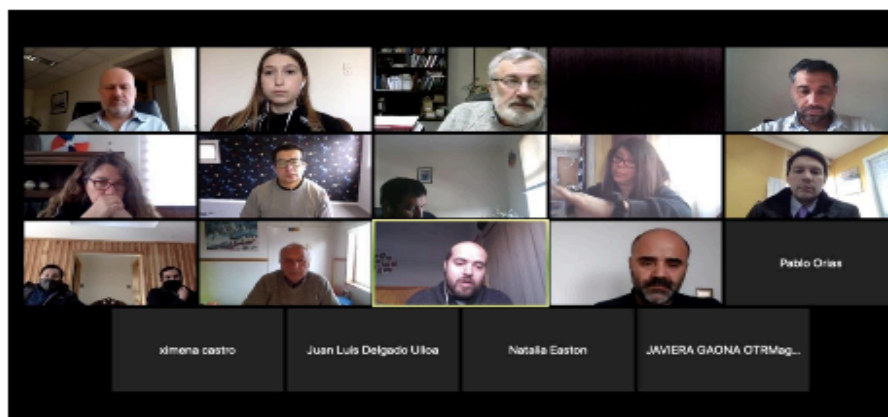 Pablo Orias
ximena castro
Juan Luis Delgado Ulloa
Natalia Easton
JAVIERA GAONA OTRMag...